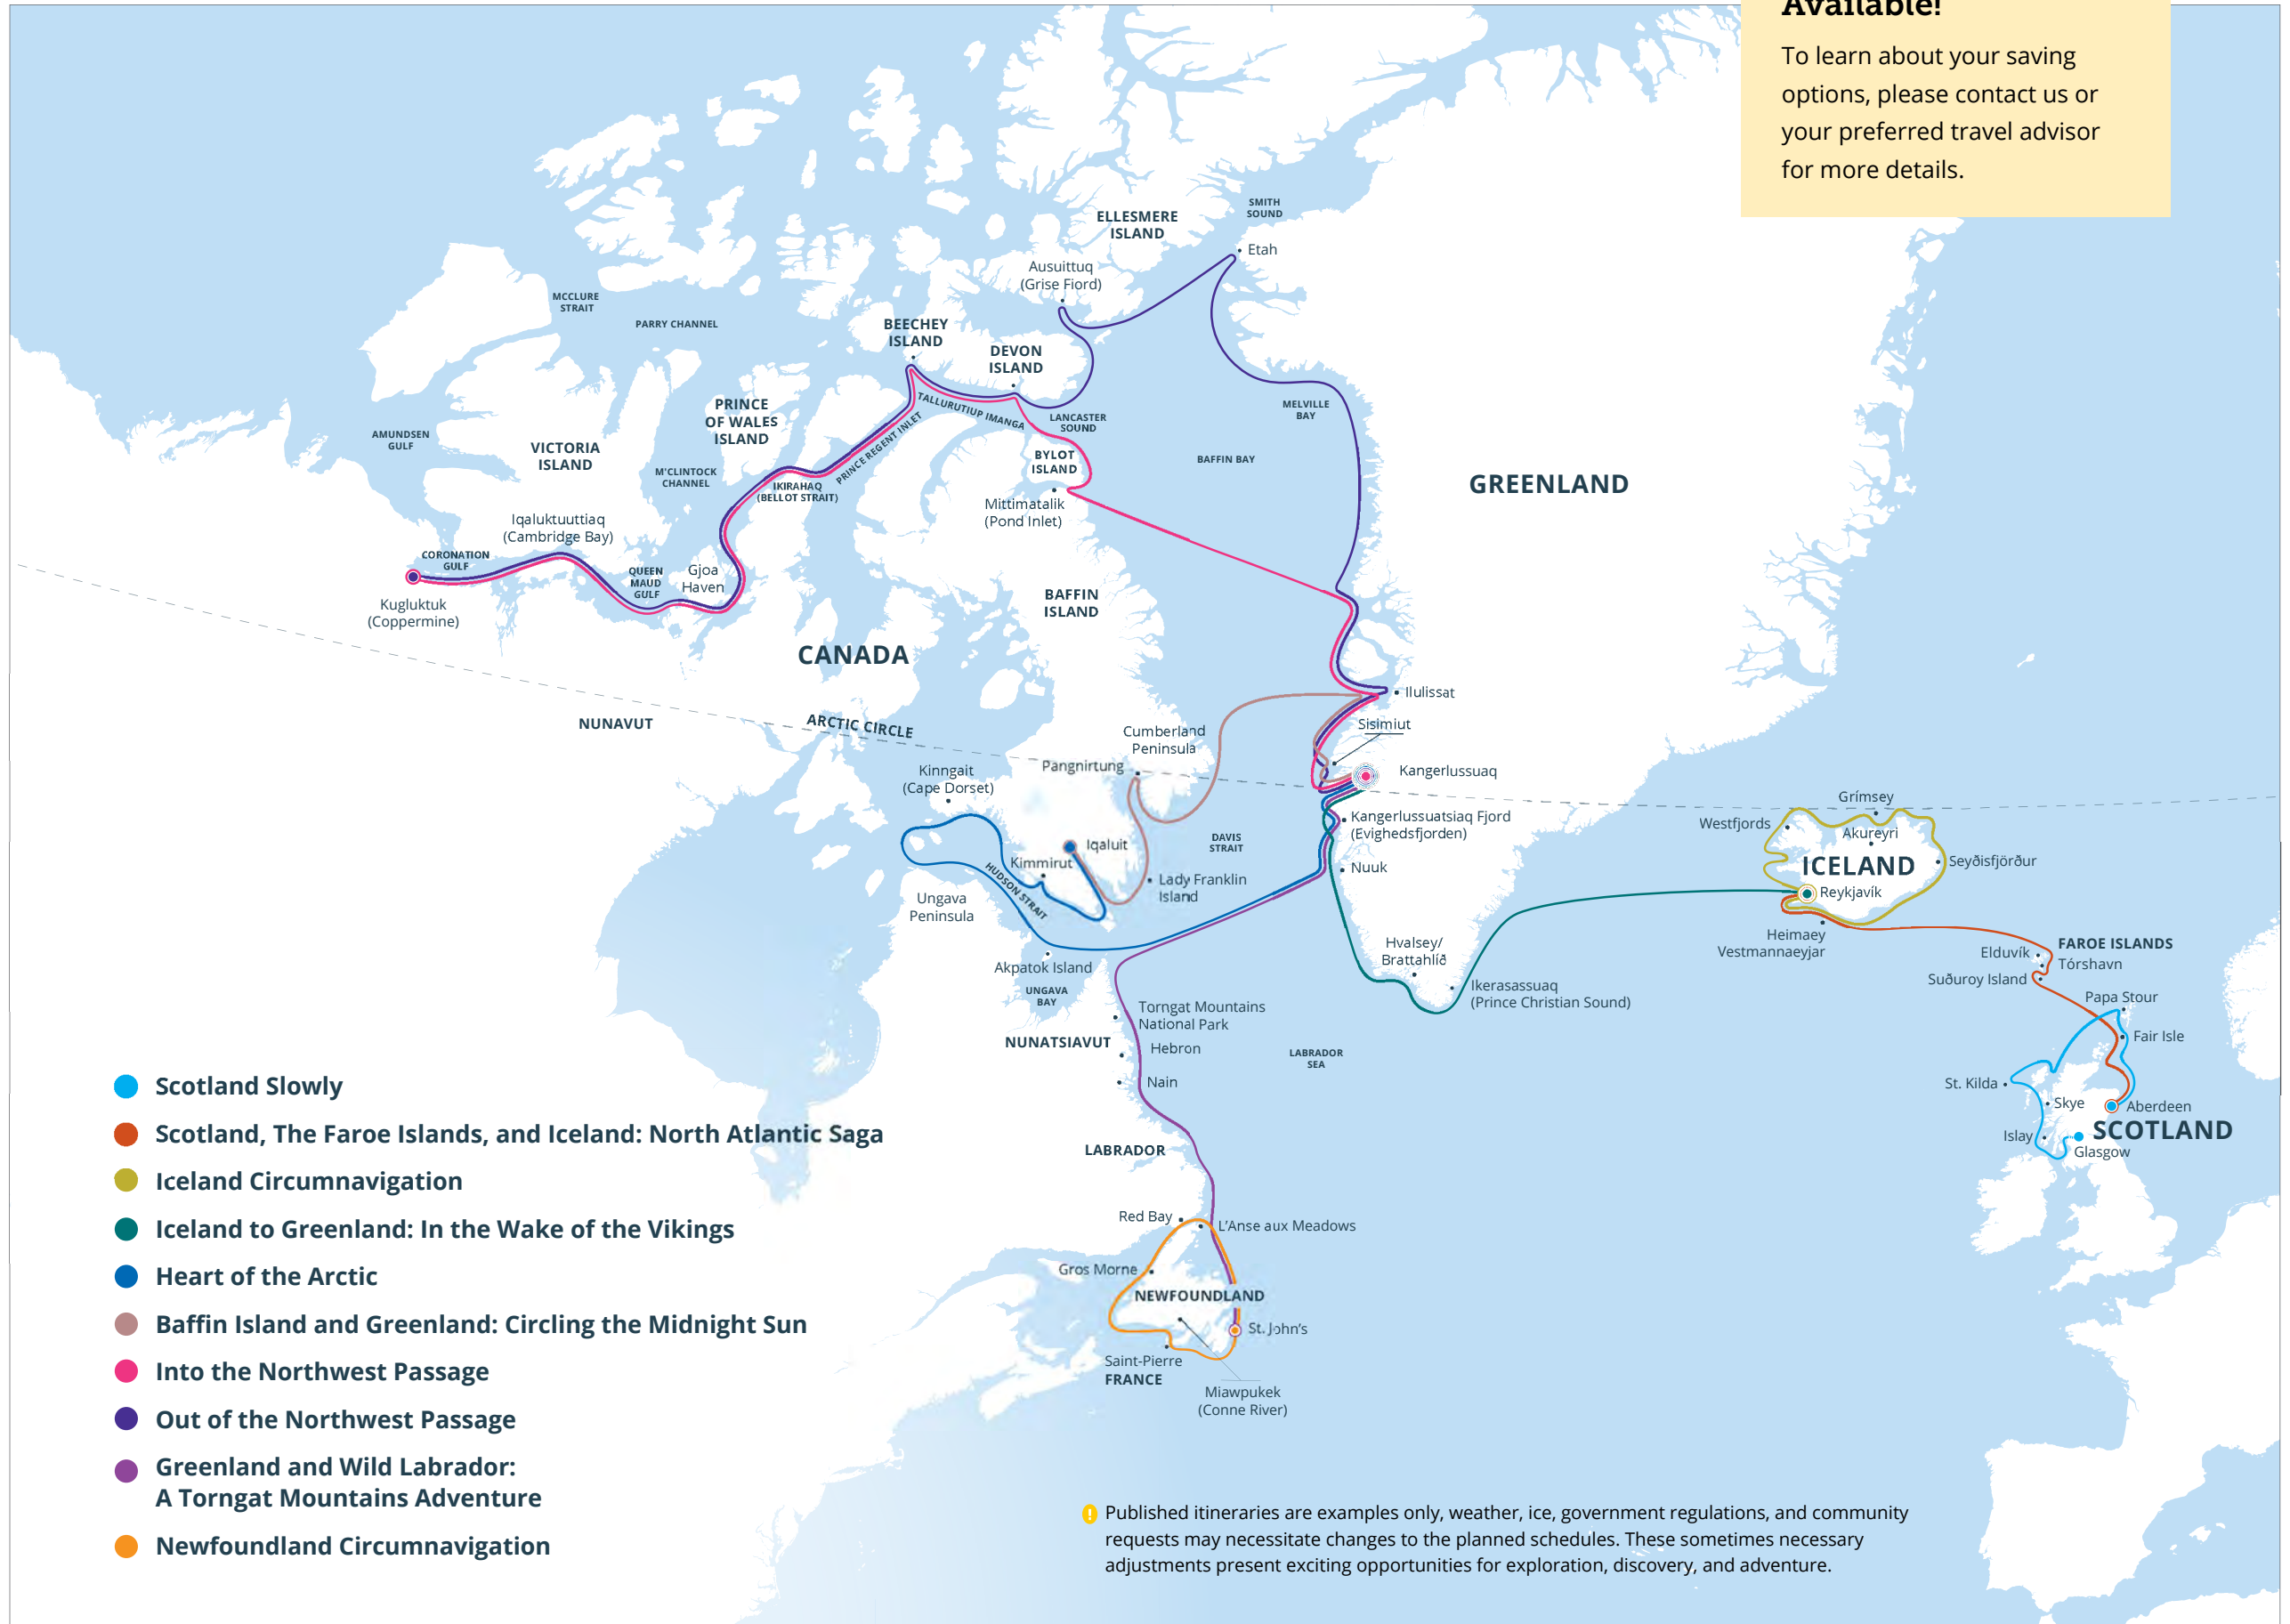 Available!
To learn about your saving
options, please contact us or
your preferred travel advisor
for more details.
SMITH
SOUND
ELLESMERE
ISLAND
Etah
Ausuittuq
(Grise Fiord)
MCCLURE
STRAIT
PARRY CHANNEL
BEECHEY
ISLAND
DEVON
ISLAND
TALLURUTIUP IMANGA
LANCASTER
SOUND
MELVILLE
BAY
PRINCE
OF WALES
ISLAND
PRINCE REGENT INLET
AMUNDSEN
GULF
VICTORIA
ISLAND
M'CLINTOCK
CHANNEL
IKIRAHAQ
(BELLOT STRAIT)
BYLOT
ISLAND
BAFFIN BAY
GREENLAND
Mittimatalik
(Pond Inlet)
Iqaluktuuttiaq
(Cambridge Bay)
CORONATION
GULF
QUEEN
MAUD
GULF
Gjoa
Haven
Kugluktuk
(Coppermine)
BAFFIN
ISLAND
CANADA
Ilulissat
NUNAVUT
ARCTIC CIRCLE
Sisimiut
Cumberland
Peninsula
Pangnirtung
Kangerlussuaq
Kinngait
(Cape Dorset)
Kangerlussuatsiaq Fjord
(Evighedsfjorden)
DAVIS
STRAIT
Iqaluit
Kimmirut
HUDSON STRAIT
Nuuk
Lady Franklin
Island
Ungava
Peninsula
Grímsey
Westfjords
Akureyri
ICELAND
Seyðisfjörður
Reykjavík
Heimaey
Vestmannaeyjar
FAROE ISLANDS
Elduvík
Tórshavn
Suðuroy Island
Hvalsey/
Brattahlíð
Akpatok Island
Ikerasassuaq
(Prince Christian Sound)
UNGAVA
BAY
Papa Stour
Torngat Mountains
National Park
Fair Isle
NUNATSIAVUT
Hebron
LABRADOR
SEA
Nain
St. Kilda
Skye
Aberdeen
SCOTLAND
Islay
Glasgow
LABRADOR
Red Bay
L'Anse aux Meadows
Gros Morne
NEWFOUNDLAND
St. John's
Saint-Pierre
FRANCE
Miawpukek
(Conne River)
Scotland Slowly
Scotland, The Faroe Islands, and Iceland: North Atlantic Saga
Iceland Circumnavigation
Iceland to Greenland: In the Wake of the Vikings
Heart of the Arctic
Baffin Island and Greenland: Circling the Midnight Sun
Into the Northwest Passage
Out of the Northwest Passage
Greenland and Wild Labrador:
A Torngat Mountains Adventure
Newfoundland Circumnavigation
! Published itineraries are examples only, weather, ice, government regulations, and community
requests may necessitate changes to the planned schedules. These sometimes necessary
adjustments present exciting opportunities for exploration, discovery, and adventure.